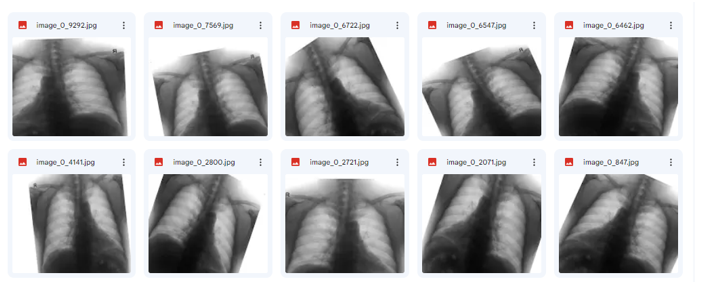 image_0_9292.jpg
image_0_7569.jpg
image_0_6722.jpg
image_0_6547.jpg
image_0_6462.jpg
image_0_4141.jpg
image_0_2800.jpg
image_0_2721.jpg
image_0_2071.jpg
image_0_847.jpg